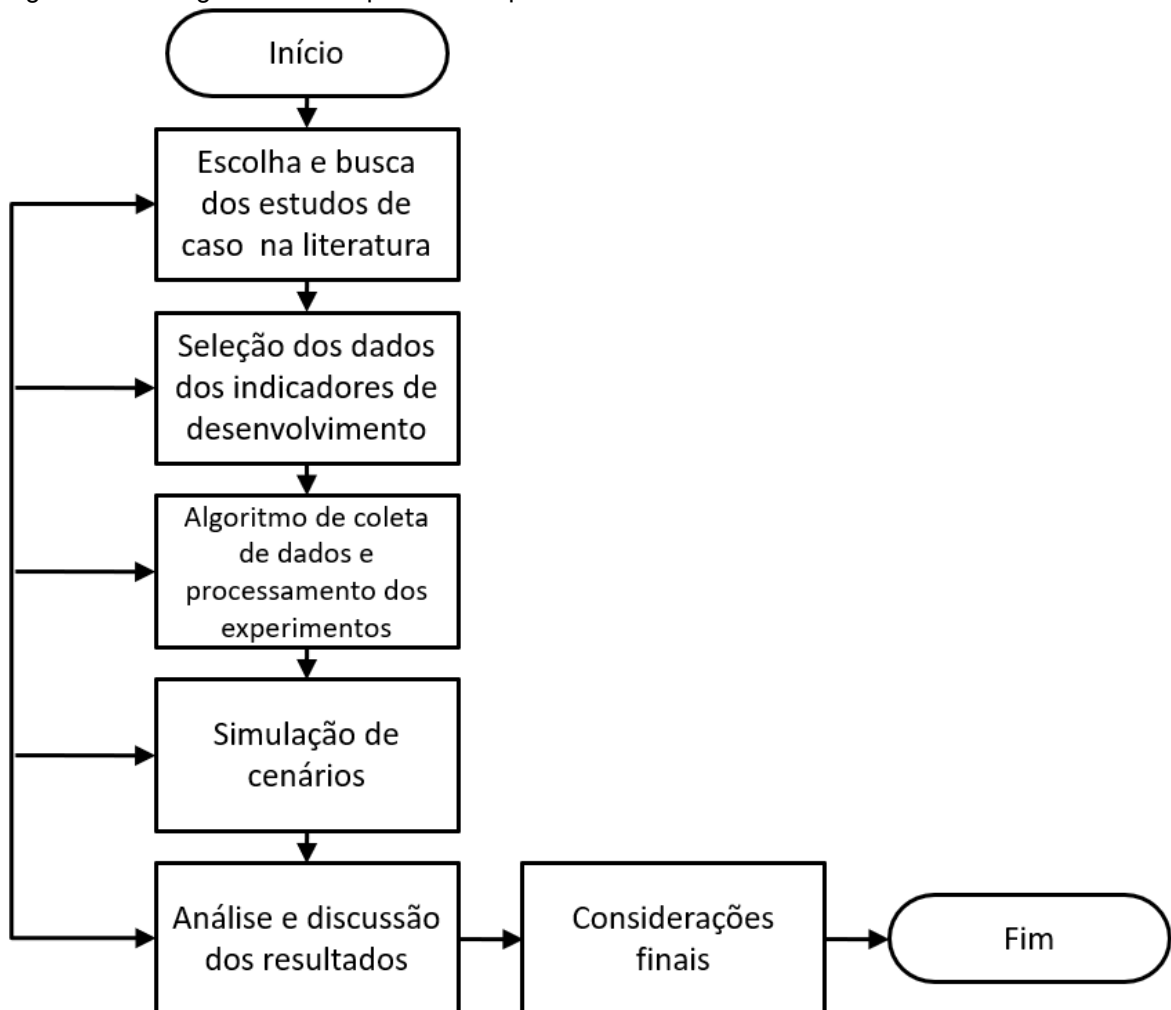 Início
Escolha e busca
dos estudos de
caso na literatura
Seleção dos dados
dos indicadores de
desenvolvimento
Algoritmo de coleta
de dados e
processamento dos
experimentos
Simulação de
cenários
Análise e discussão
dos resultados
Considerações
finais
Fim